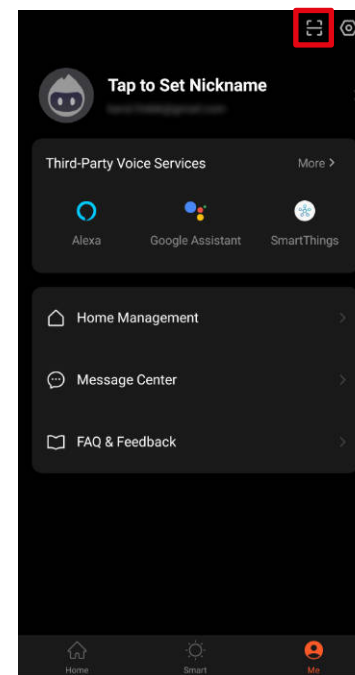 Tap to Set Nickname
Third-Party Voice Services More >
Alexa Google Assistant SmartThings
Home Management
Message Center
FAQ & Feedback
Home Smart Me